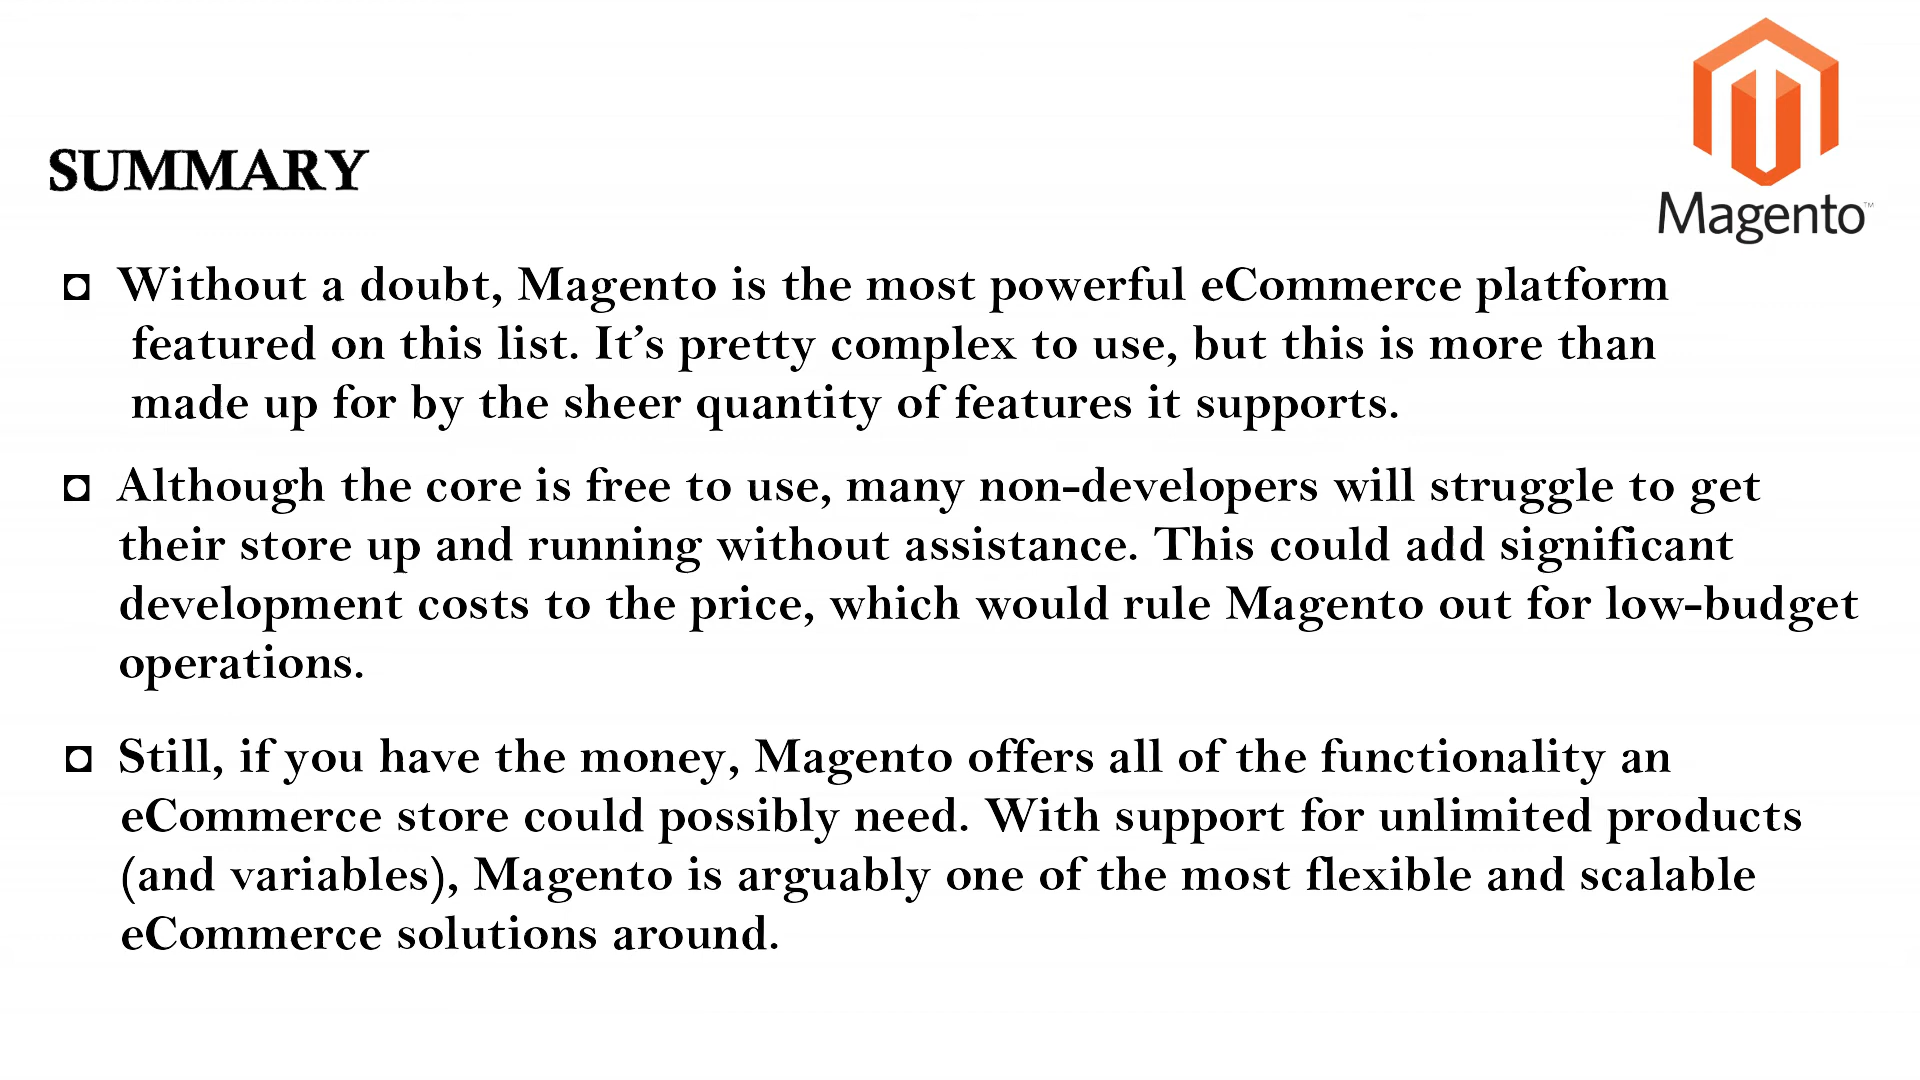 Magento™
SUMMARY
◘ Without a doubt, Magento is the most powerful eCommerce platform
featured on this list. It’s pretty complex to use, but this is more than
made up for by the sheer quantity of features it supports.
◘ Although the core is free to use, many non-developers will struggle to get
their store up and running without assistance. This could add significant
development costs to the price, which would rule Magento out for low-budget
operations.
◘ Still, if you have the money, Magento offers all of the functionality an
eCommerce store could possibly need. With support for unlimited products
(and variables), Magento is arguably one of the most flexible and scalable
eCommerce solutions around.